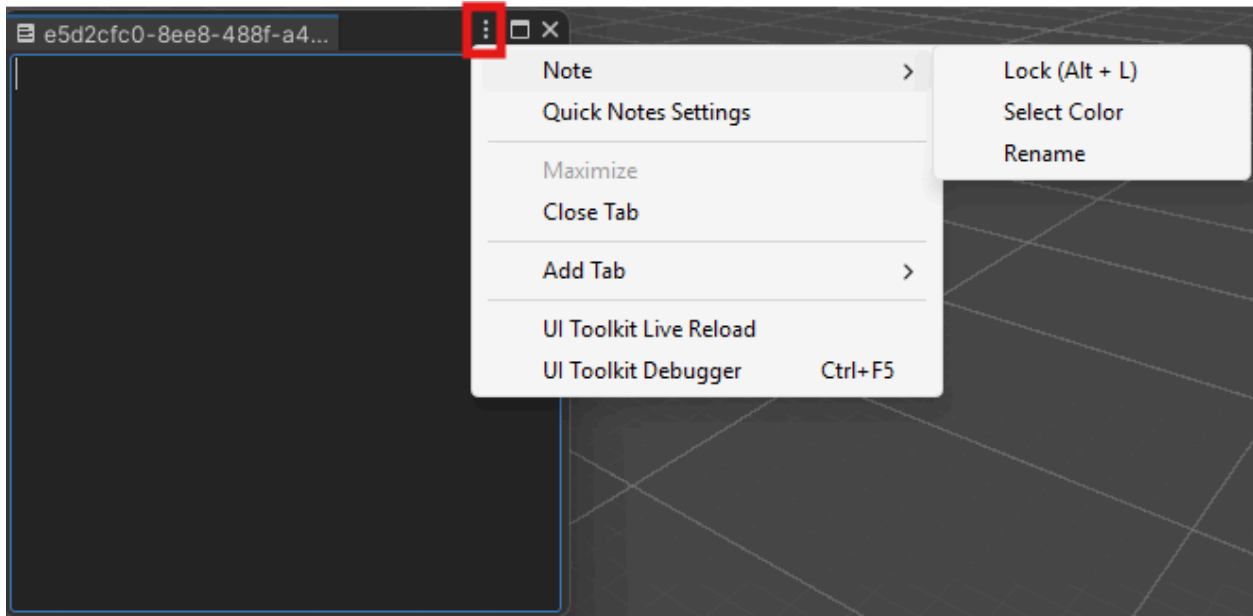 e5d2cfc0-8ee8-488f-a4...
Note
Quick Notes Settings
Maximize
Close Tab
Add Tab
UI Toolkit Live Reload
UI Toolkit Debugger Ctrl+F5
Lock (Alt + L)
Select Color
Rename